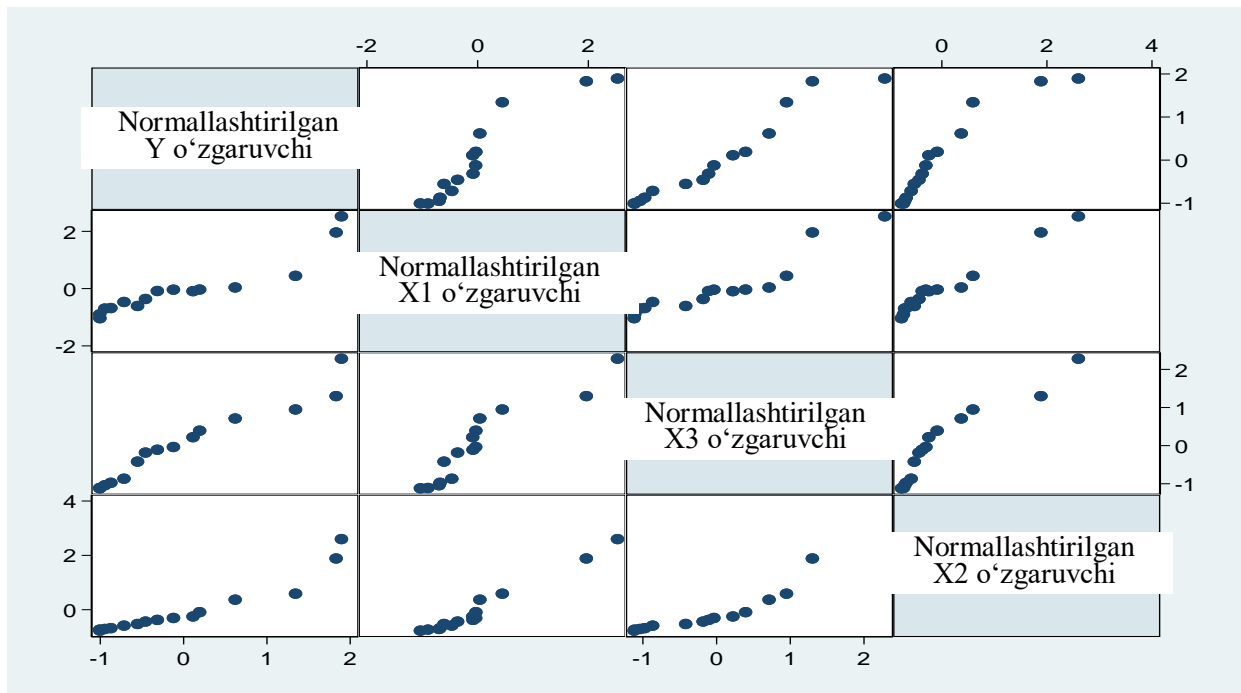 -2 0 2
0 2 4
Normallashtirilgan
Y o‘zgaruvchi
2
1
0
-1
2
0
-2
Normallashtirilgan
X1 o‘zgaruvchi
Normallashtirilgan
X3 o‘zgaruvchi
2
1
0
-1
4
2
0
Normallashtirilgan
X2 o‘zgaruvchi
-1 0 1 2
-1 0 1 2